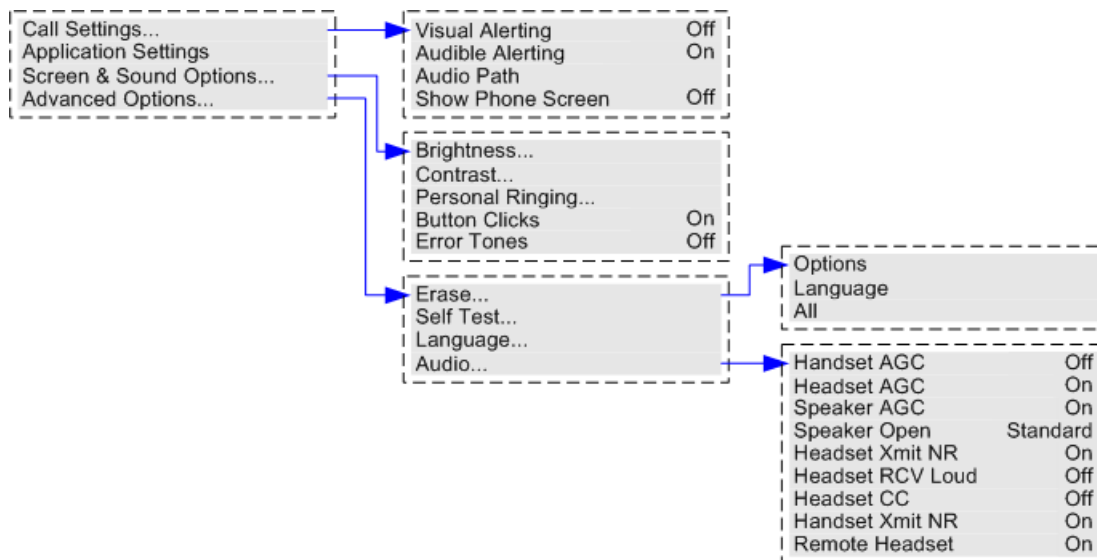 Call Settings...
Application Settings
Screen & Sound Options...
Advanced Options...
Visual Alerting Off
Audible Alerting On
Audio Path
Show Phone Screen Off
Brightness...
Contrast...
Personal Ringing...
Button Clicks On
Error Tones Off
Erase...
Self Test...
Language...
Audio...
Options
Language
All
Handset AGC Off
Headset AGC On
Speaker AGC On
Speaker Open Standard
Headset Xmit NR On
Headset RCV Loud Off
Headset CC Off
Handset Xmit NR On
Remote Headset On